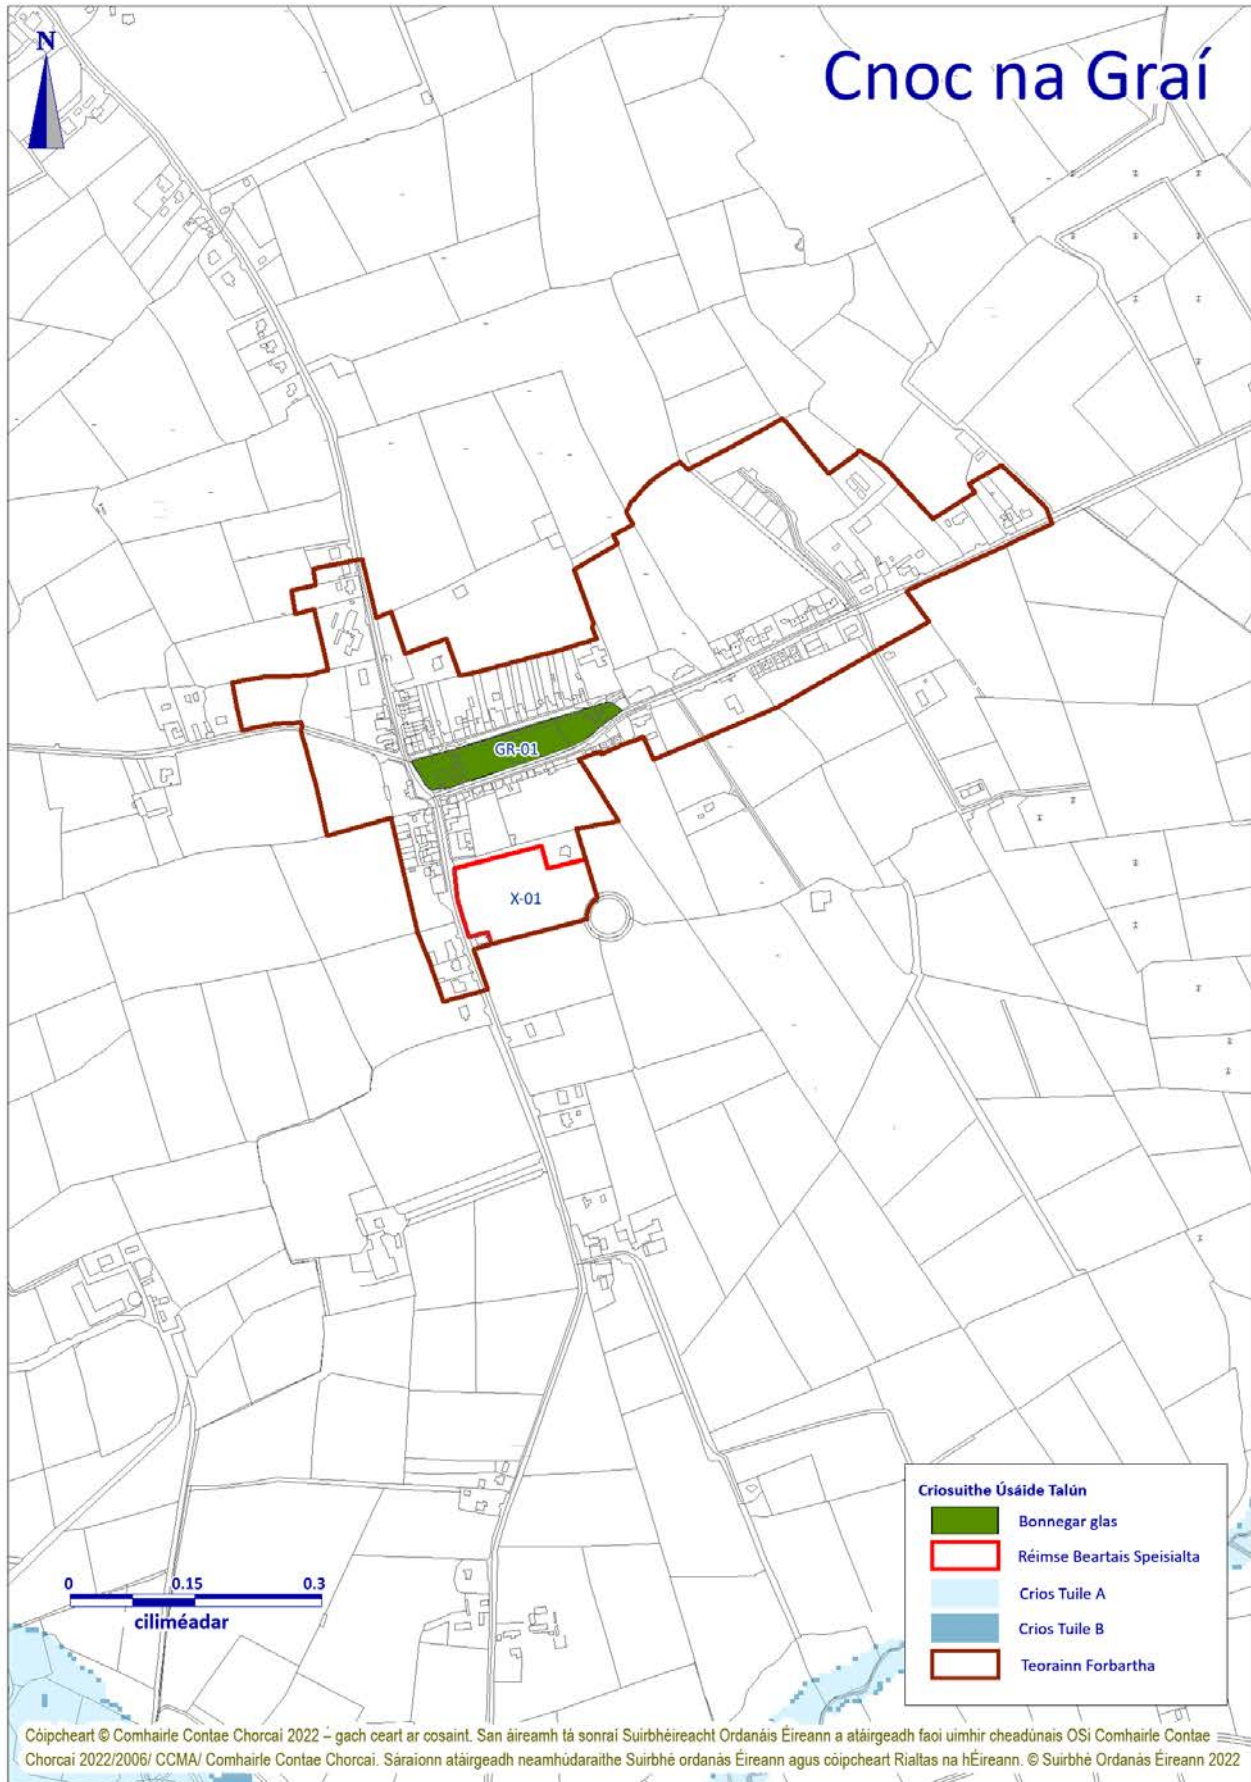 N
Cnoc na Graí
GR-01
X-01
Criosuithe Úsáide Talún
Bonnegar glas
Réimse Beartais Speisialta
Crios Tuile A
Crios Tuile B
Teorainn Forbartha
0 0.15 0.3
ciliméadar
Cóipcheart © Comhairle Contae Chorcaí 2022 – gach ceart ar cosaint. San áireamh tá sonraí Suirbhéireacht Ordanáis Éireann a atáirgeadh faoi uimhir cheadúnais OSi Comhairle Contae
Chorcaí 2022/2006/ CCMA/ Comhairle Contae Chorcaí. Sáraíonn atáirgeadh neamhúdaraithe Suirbhé ordanás Éireann agus cóipcheart Rialtas na hÉireann. © Suirbhé Ordanás Éireann 2022